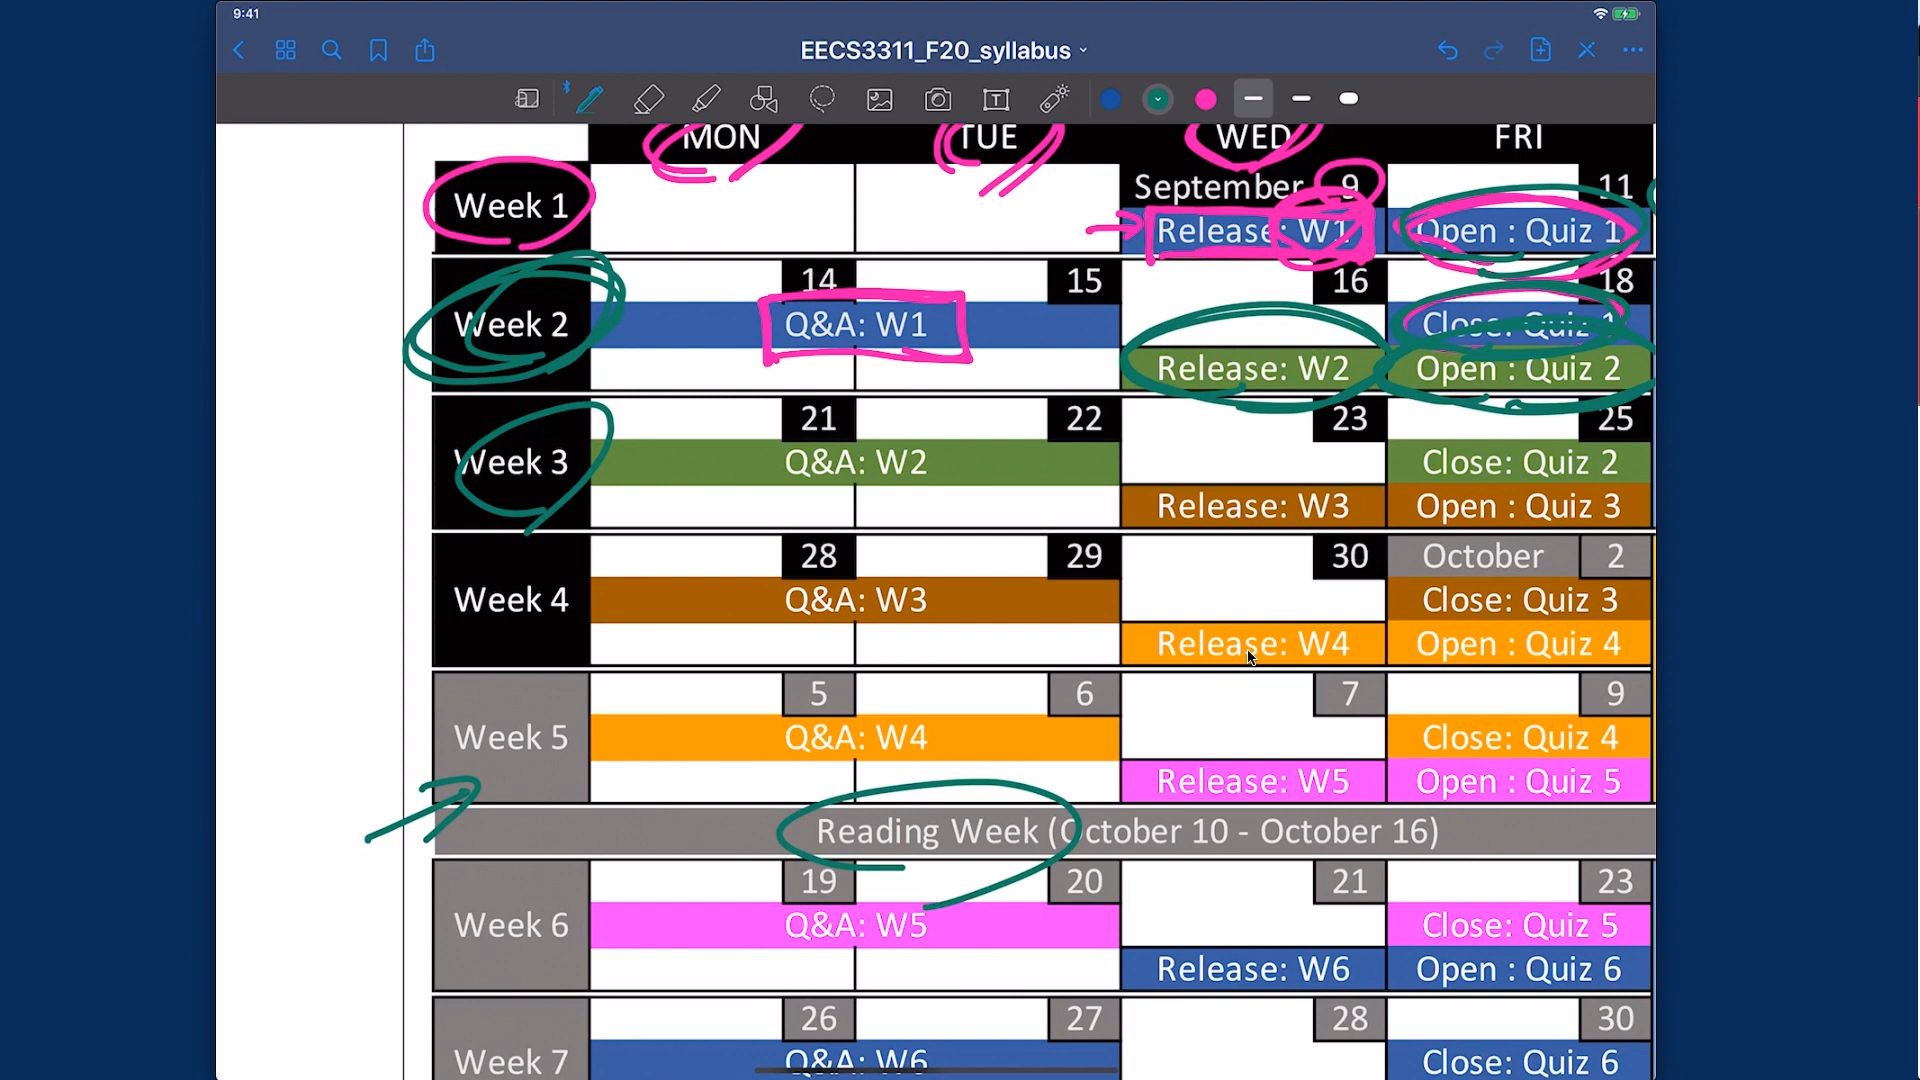 9:41
EECS3311_F20_syllabus
MON TUE WED FRI
Week 1 September 9 11
Release: W1 Open : Quiz 1
Week 2 14 15 16 18
Q&A: W1 Close: Quiz 1
Release: W2 Open : Quiz 2
Week 3 21 22 23 25
Q&A: W2 Close: Quiz 2
Release: W3 Open : Quiz 3
Week 4 28 29 30 October 2
Q&A: W3 Close: Quiz 3
Release: W4 Open : Quiz 4
Week 5 5 6 7 9
Q&A: W4 Close: Quiz 4
Release: W5 Open : Quiz 5
Reading Week (October 10 - October 16)
Week 6 19 20 21 23
Q&A: W5 Close: Quiz 5
Release: W6 Open : Quiz 6
Week 7 26 27 28 30
Q&A: W6 Close: Quiz 6